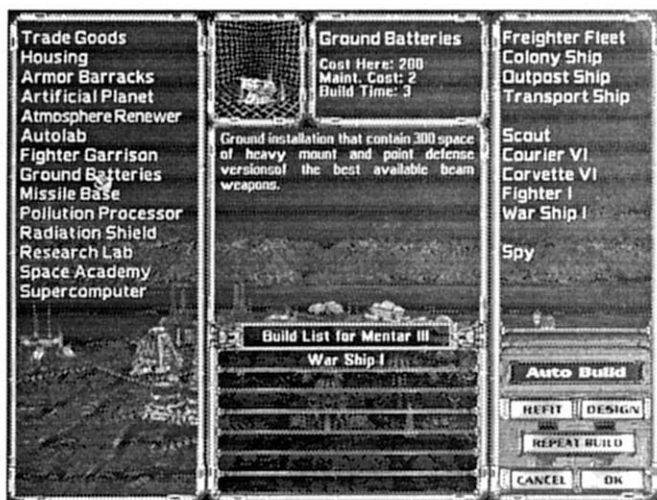 Trade Goods
Housing
Armor Barracks
Artificial Planet
Atmosphere Renewer
Autolab
Fighter Garrison
Ground Batteries
Missile Base
Pollution Processor
Radiation Shield
Research Lab
Space Academy
Supercomputer
Ground Batteries
Cost Here: 200
Maint. Cost: 2
Build Time: 3
Ground installation that contain 300 space
of heavy mount and point defense
versionsof the best available beam
weapons.
Build List for Mentar III
War Ship I
Freighter Fleet
Colony Ship
Outpost Ship
Transport Ship
Scout
Courier VI
Corvette VI
Fighter I
War Ship I
Spy
Auto Build
REFIT DESIGN
REPEAT BUILD
CANCEL OK